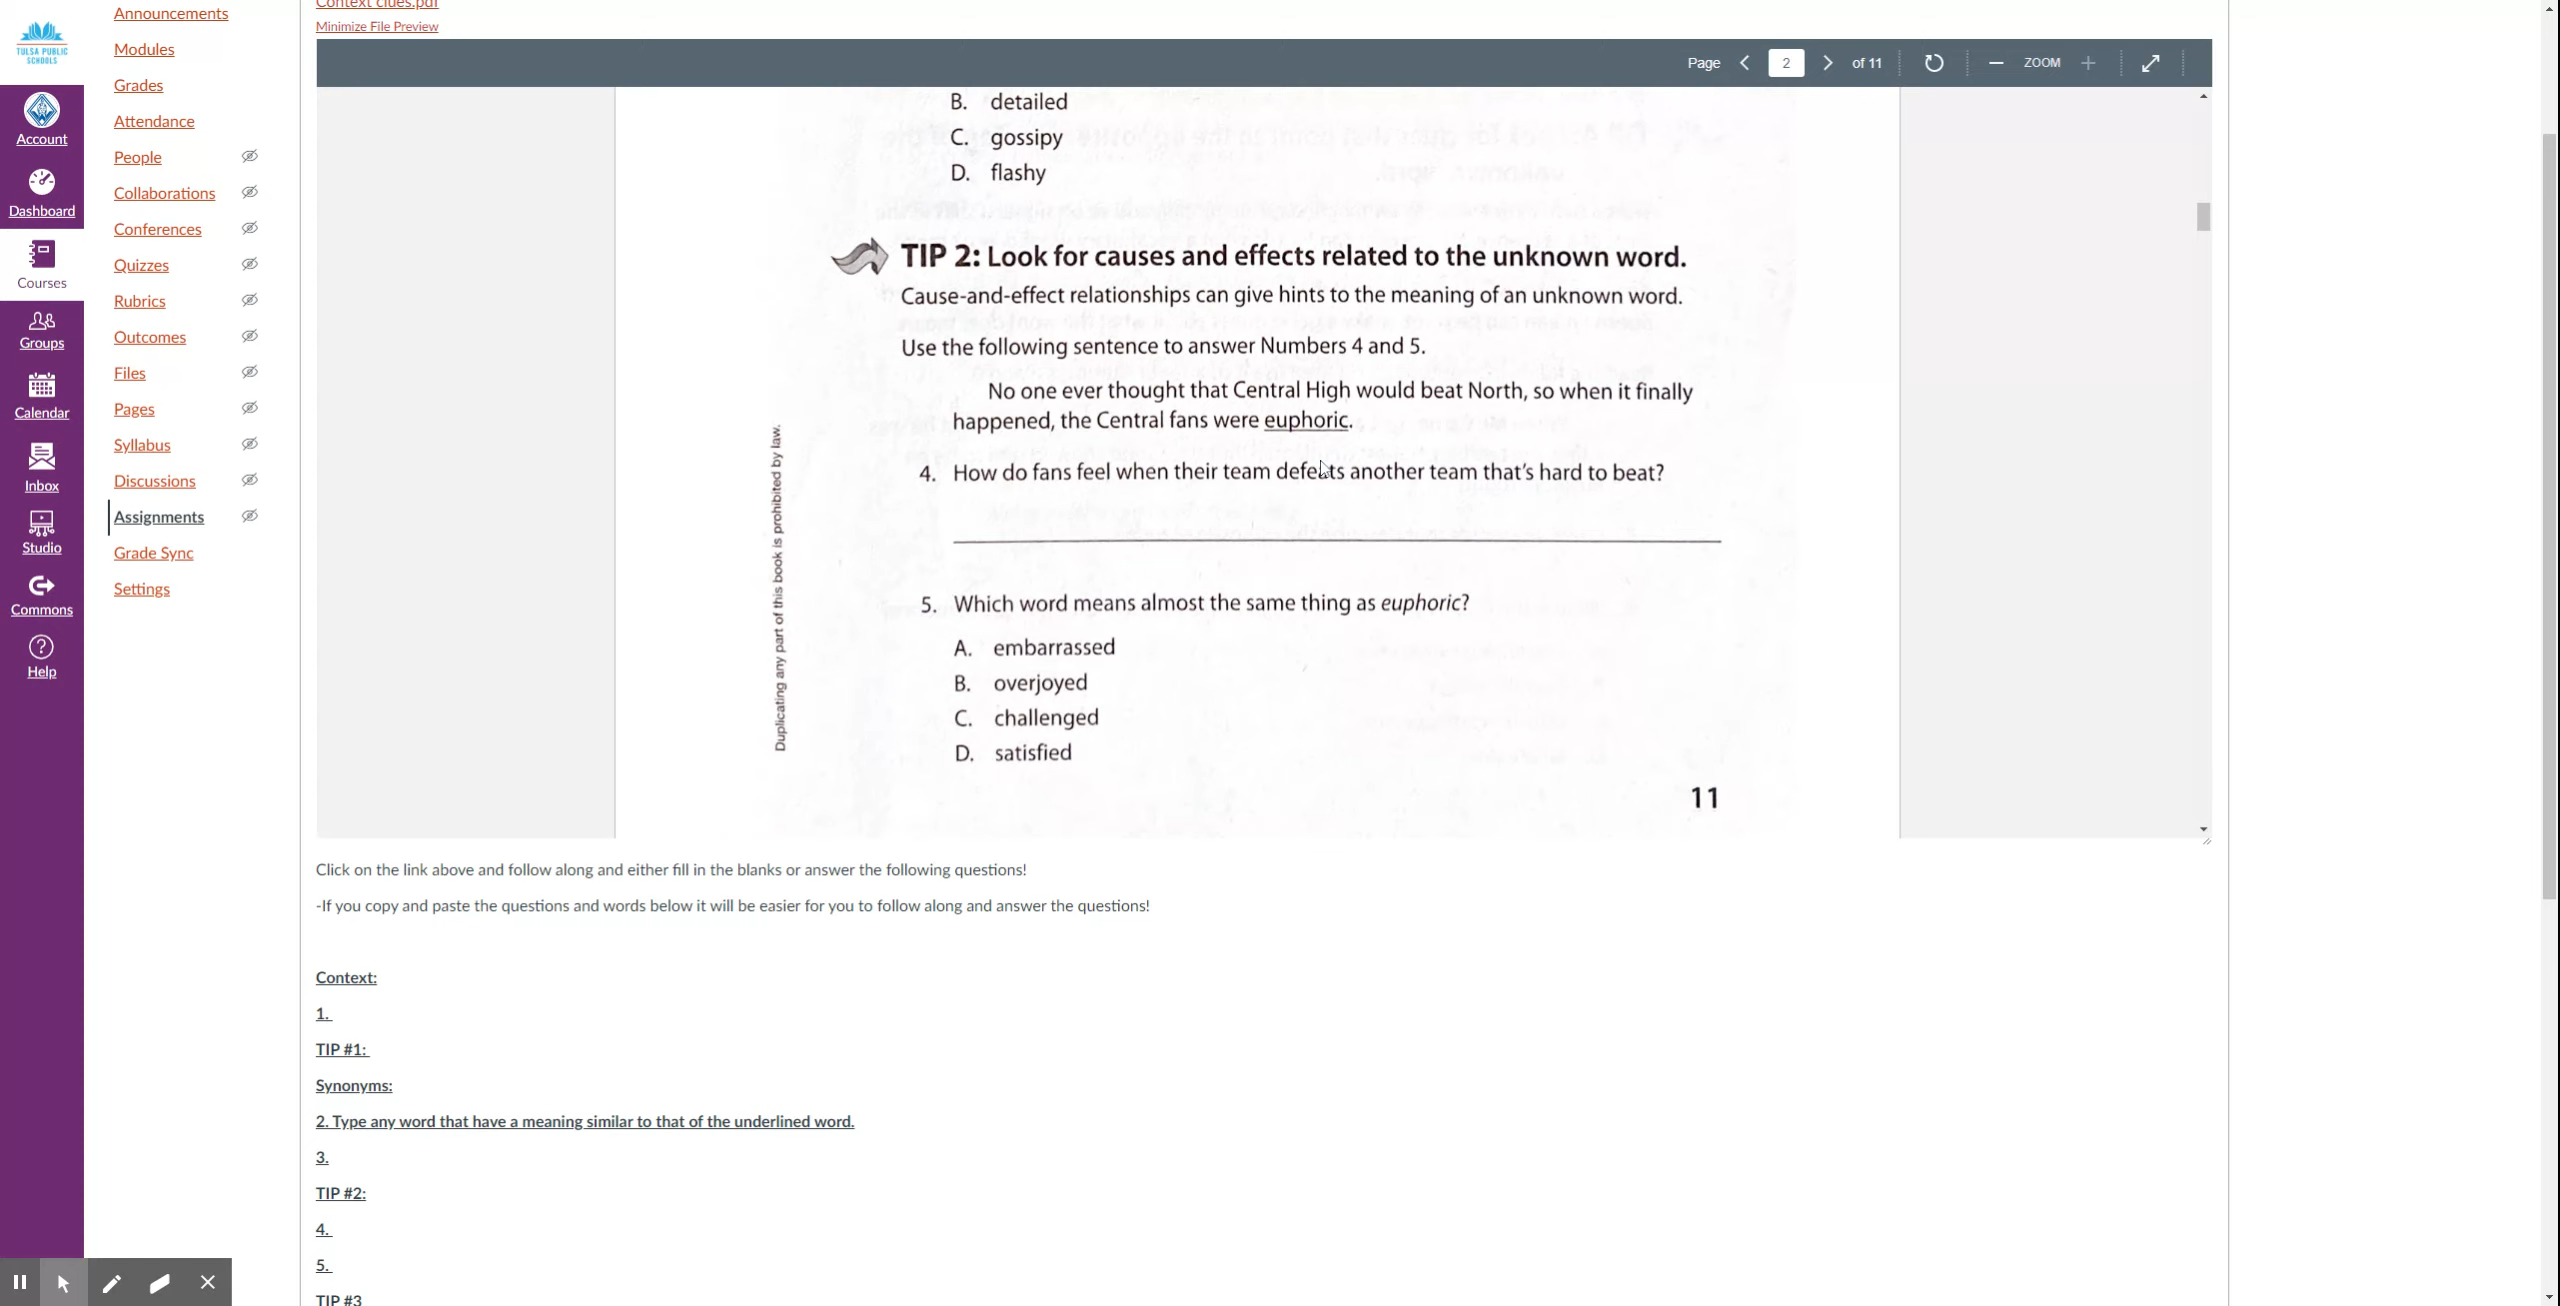 TULSA PUBLIC
SCHOOLS
Account
Dashboard
Courses
Groups
Calendar
Inbox
Studio
Commons
Help
Announcements
Modules
Grades
Attendance
People
Collaborations
Conferences
Quizzes
Rubrics
Outcomes
Files
Pages
Syllabus
Discussions
Assignments
Grade Sync
Settings
Context clues.pdf
Minimize File Preview
Page 2 of 11 ZOOM
B. detailed
C. gossipy
D. flashy
TIP 2: Look for causes and effects related to the unknown word.
Cause-and-effect relationships can give hints to the meaning of an unknown word.
Use the following sentence to answer Numbers 4 and 5.
No one ever thought that Central High would beat North, so when it finally
happened, the Central fans were euphoric.
4. How do fans feel when their team defeats another team that's hard to beat?
5. Which word means almost the same thing as euphoric?
A. embarrassed
B. overjoyed
C. challenged
D. satisfied
Duplicating any part of this book is prohibited by law.
11
Click on the link above and follow along and either fill in the blanks or answer the following questions!
-If you copy and paste the questions and words below it will be easier for you to follow along and answer the questions!
Context:
1.
TIP #1:
Synonyms:
2. Type any word that have a meaning similar to that of the underlined word.
3.
TIP #2:
4.
5.
TIP #3